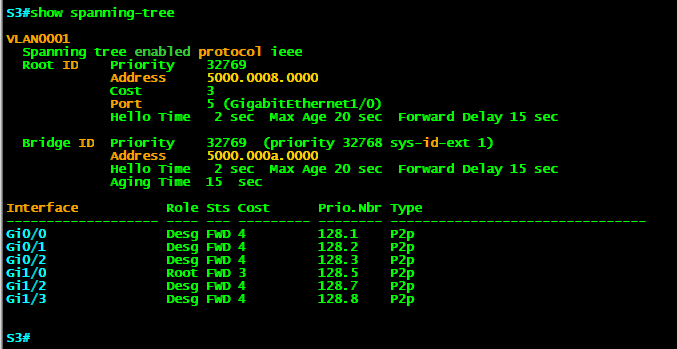 S3#show spanning-tree
VLAN0001
  Spanning tree enabled protocol ieee
  Root ID    Priority    32769
             Address     5000.0008.0000
             Cost        3
             Port        5 (GigabitEthernet1/0)
             Hello Time   2 sec  Max Age 20 sec  Forward Delay 15 sec
  Bridge ID  Priority    32769  (priority 32768 sys-id-ext 1)
             Address     5000.000a.0000
             Hello Time   2 sec  Max Age 20 sec  Forward Delay 15 sec
             Aging Time  15  sec
Interface           Role Sts Cost      Prio.Nbr Type
------------------- ---- --- --------- -------- --------------------------------
Gi0/0               Desg FWD 4         128.1    P2p
Gi0/1               Desg FWD 4         128.2    P2p
Gi0/2               Desg FWD 4         128.3    P2p
Gi1/0               Root FWD 3         128.5    P2p
Gi1/2               Desg FWD 4         128.7    P2p
Gi1/3               Desg FWD 4         128.8    P2p
S3#